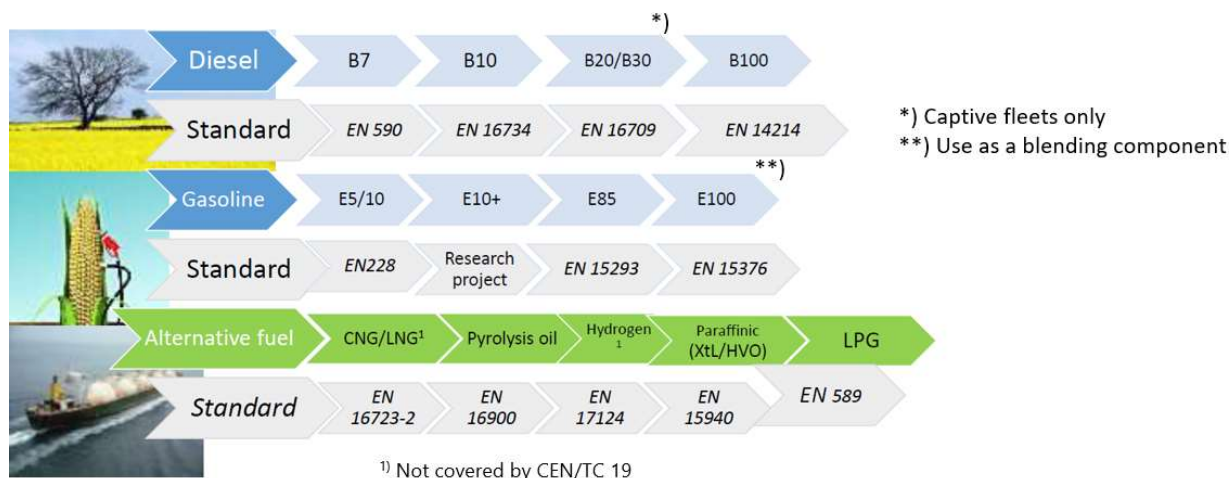 *)
Diesel B7 B10 B20/B30 B100
Standard EN 590 EN 16734 EN 16709 EN 14214
*) Captive fleets only
**) Use as a blending component
**)
Gasoline E5/10 E10+ E85 E100
Standard EN228 Research project EN 15293 EN 15376
Alternative fuel CNG/LNG¹ Pyrolysis oil Hydrogen ¹ Paraffinic (XtL/HVO) LPG
Standard EN 16723-2 EN 16900 EN 17124 EN 15940 EN 589
¹⁾ Not covered by CEN/TC 19